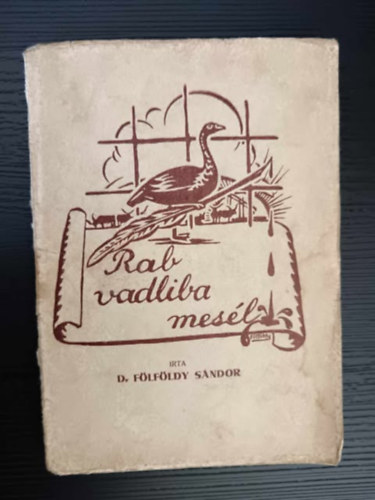 Rab
vadliba
mesél
IRTA
D. FÖLFÖLDY SÁNDOR